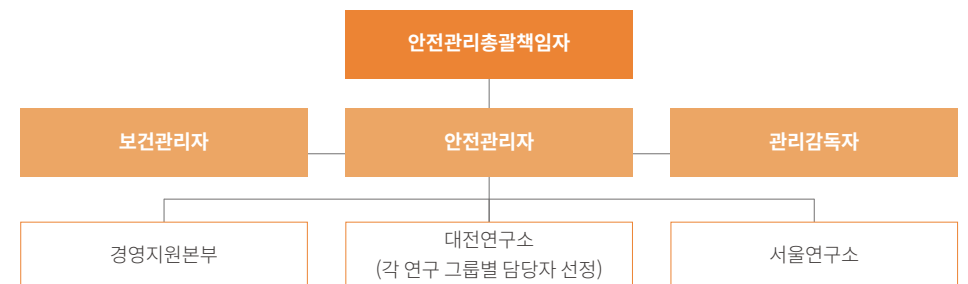 안전관리총괄책임자
보건관리자
안전관리자
관리감독자
경영지원본부
대전연구소
(각 연구 그룹별 담당자 선정)
서울연구소